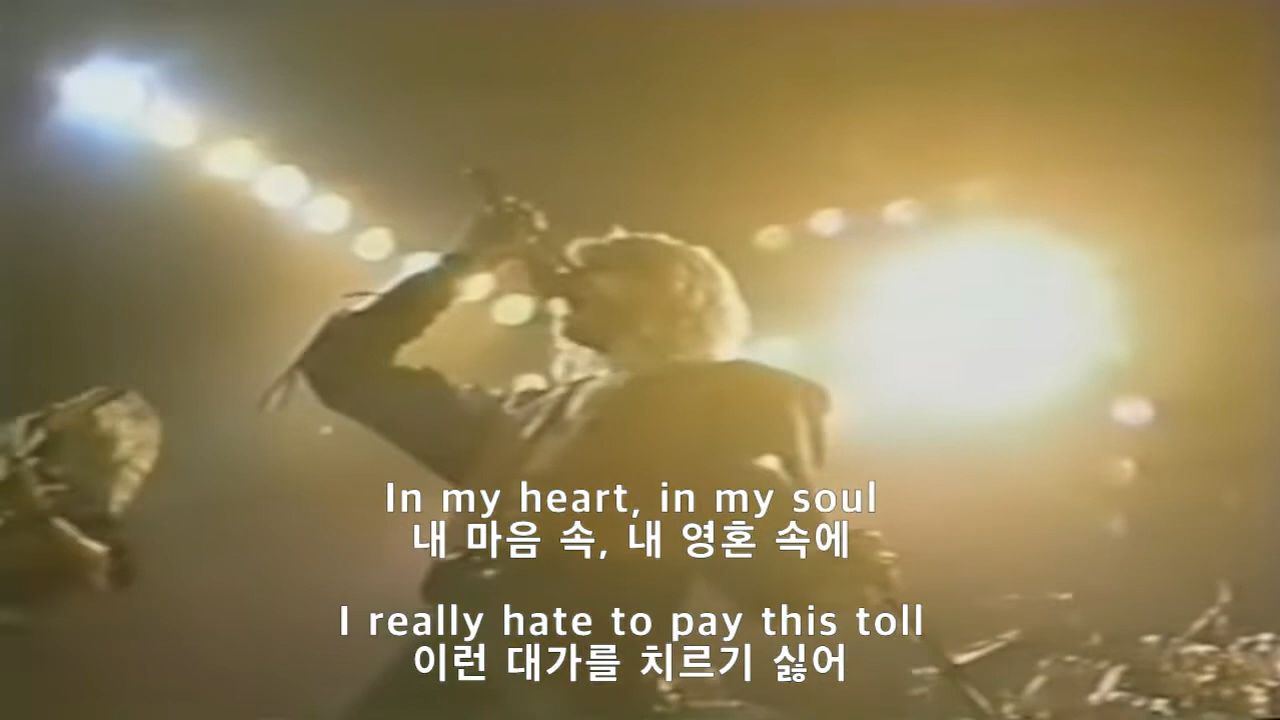 In my heart, in my soul
내 마음 속, 내 영혼 속에
I really hate to pay this toll
이런 대가를 치르기 싫어